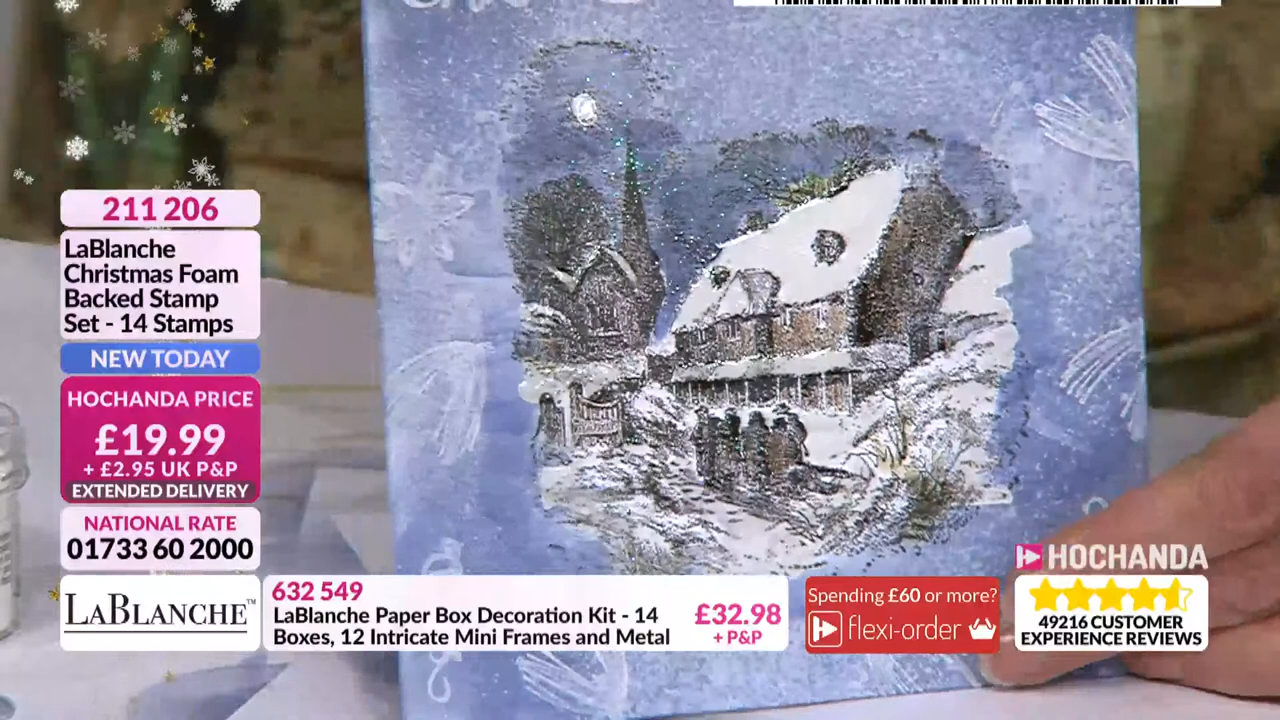 211 206
LaBlanche
Christmas Foam
Backed Stamp
Set - 14 Stamps
NEW TODAY
HOCHANDA PRICE
£19.99
+ £2.95 UK P&P
EXTENDED DELIVERY
NATIONAL RATE
01733 60 2000
LABLANCHE™
632 549
LaBlanche Paper Box Decoration Kit - 14
Boxes, 12 Intricate Mini Frames and Metal
£32.98
+ P&P
Spending £60 or more?
flexi-order
HOCHANDA
49216 CUSTOMER
EXPERIENCE REVIEWS